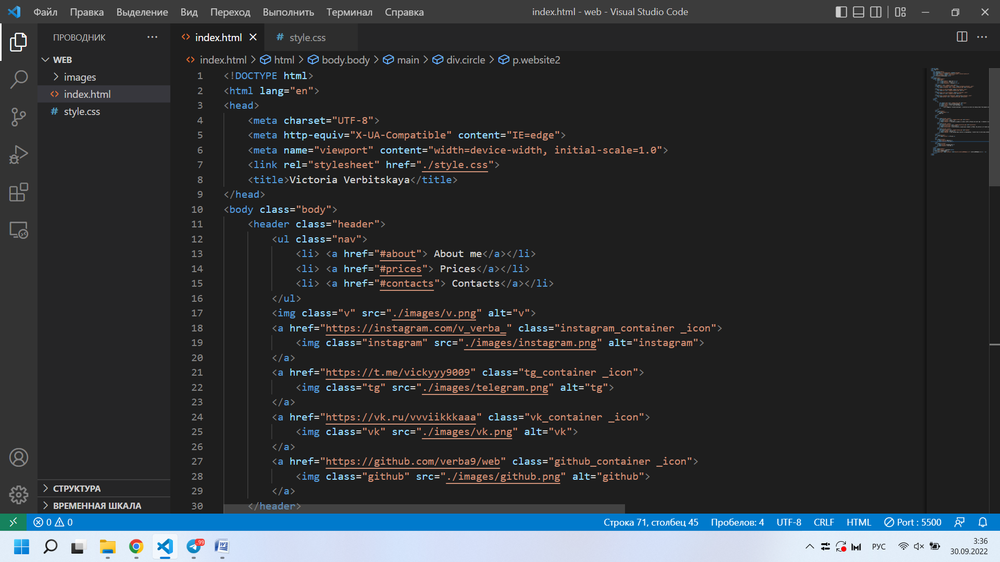 Файл Правка Выделение Вид Переход Выполнить Терминал Справка index.html - web - Visual Studio Code
ПРОВОДНИК
WEB
images
index.html
style.css
СТРУКТУРА
ВРЕМЕННАЯ ШКАЛА
index.html # style.css
index.html > html > body.body > main > div.circle > p.website2
1 <!DOCTYPE html>
2 <html lang="en">
3 <head>
4 <meta charset="UTF-8">
5 <meta http-equiv="X-UA-Compatible" content="IE=edge">
6 <meta name="viewport" content="width=device-width, initial-scale=1.0">
7 <link rel="stylesheet" href="./style.css">
8 <title>Victoria Verbitskaya</title>
9 </head>
10 <body class="body">
11 <header class="header">
12 <ul class="nav">
13 <li> <a href="#about"> About me</a></li>
14 <li> <a href="#prices"> Prices</a></li>
15 <li> <a href="#contacts"> Contacts</a></li>
16 </ul>
17 <img class="v" src="./images/v.png" alt="v">
18 <a href="https://instagram.com/v_verba_" class="instagram_container _icon">
19 <img class="instagram" src="./images/instagram.png" alt="instagram">
20 </a>
21 <a href="https://t.me/vickyyy9009" class="tg_container _icon">
22 <img class="tg" src="./images/telegram.png" alt="tg">
23 </a>
24 <a href="https://vk.ru/vvviikkkaaa" class="vk_container _icon">
25 <img class="vk" src="./images/vk.png" alt="vk">
26 </a>
27 <a href="https://github.com/verba9/web" class="github_container _icon">
28 <img class="github" src="./images/github.png" alt="github">
29 </a>
30 </header>
0 0 Строка 71, столбец 45 Пробелов: 4 UTF-8 CRLF HTML Port : 5500
.99
РУС
3:36
30.09.2022